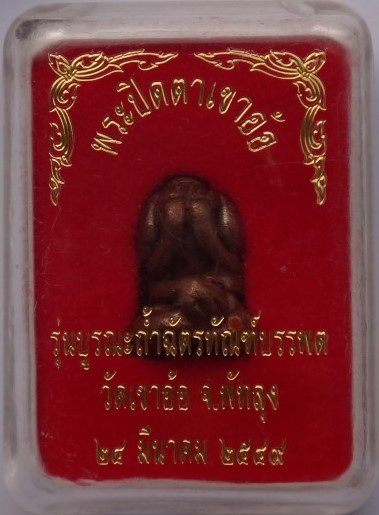 พระปิดตาเขาอ้อ
รุ่นบูรณะถ้ำฉัตรทัณฑ์บรรพต
วัดเขาอ้อ จ.พัทลุง
๒๔ มีนาคม ๒๕๔๙